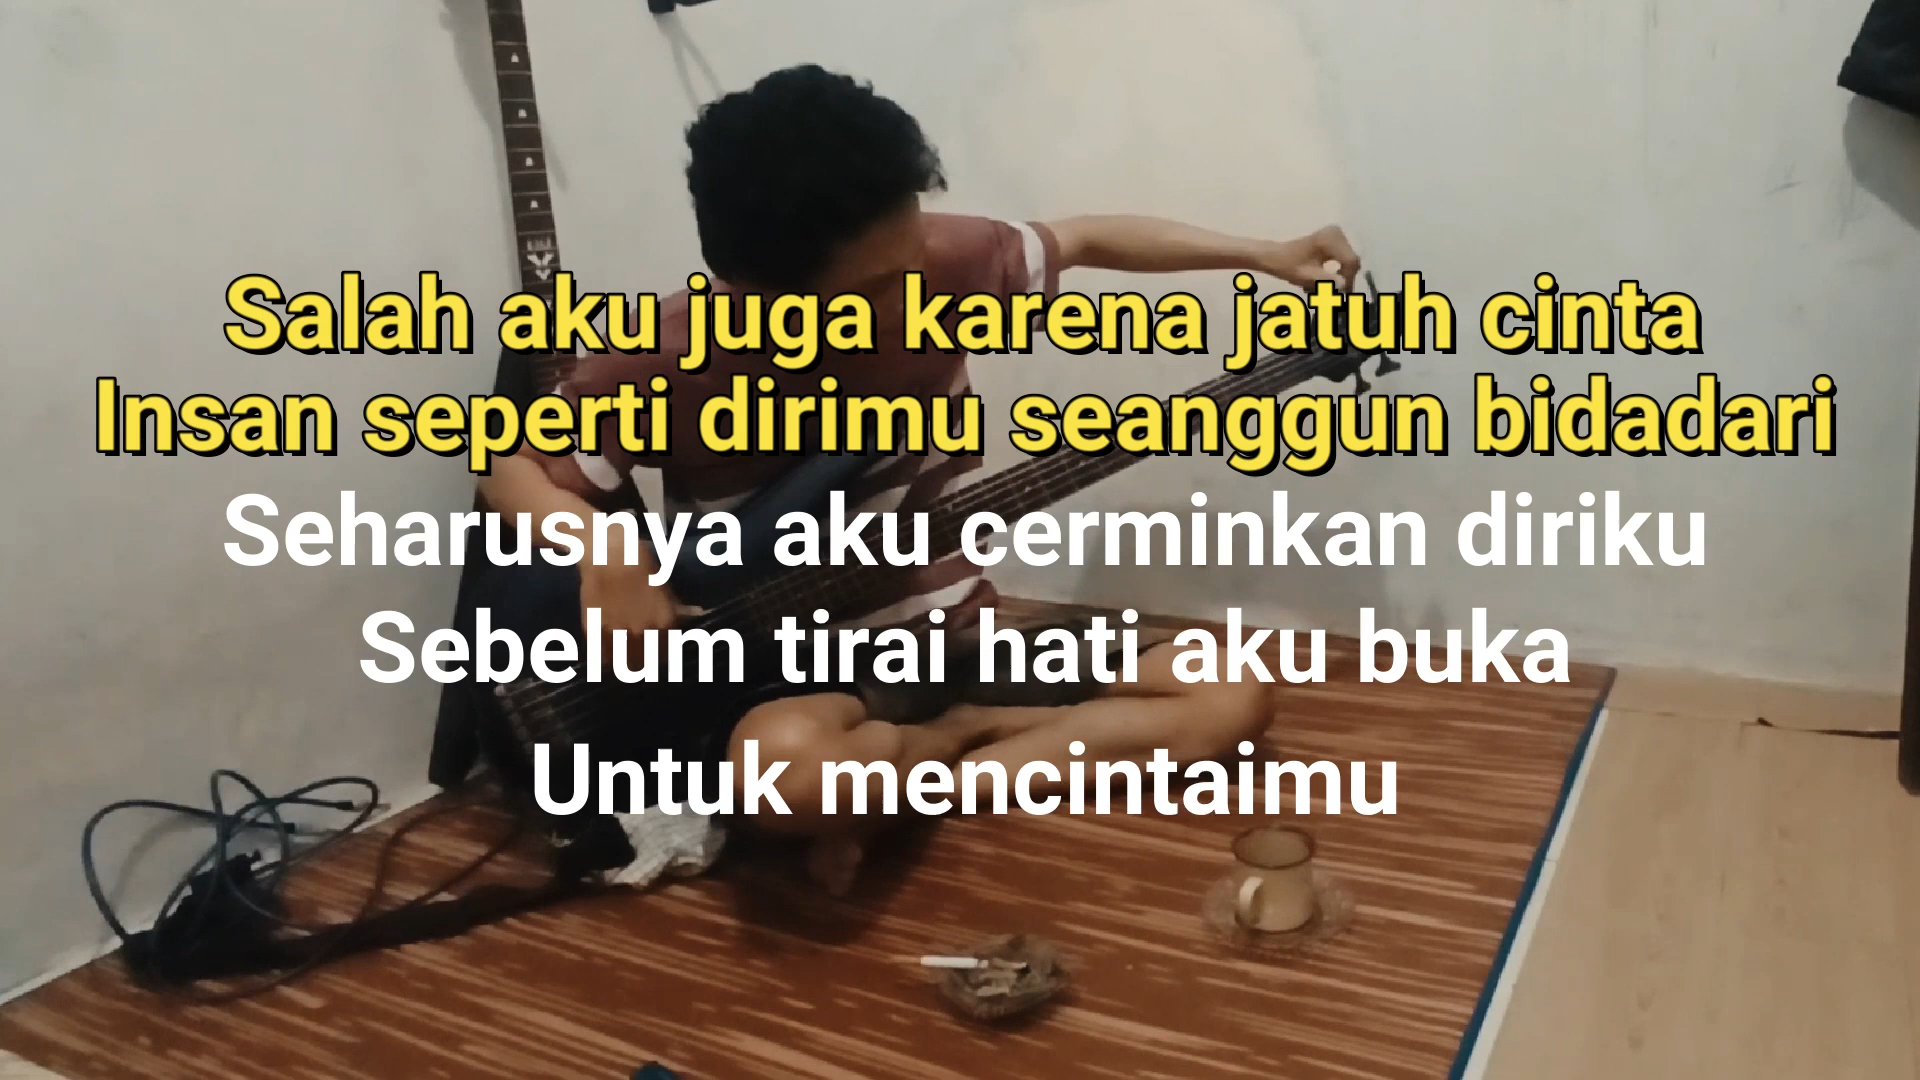 Salah aku juga karena jatuh cinta
Insan seperti dirimu seanggun bidadari
Seharusnya aku cerminkan diriku
Sebelum tirai hati aku buka
Untuk mencintaimu